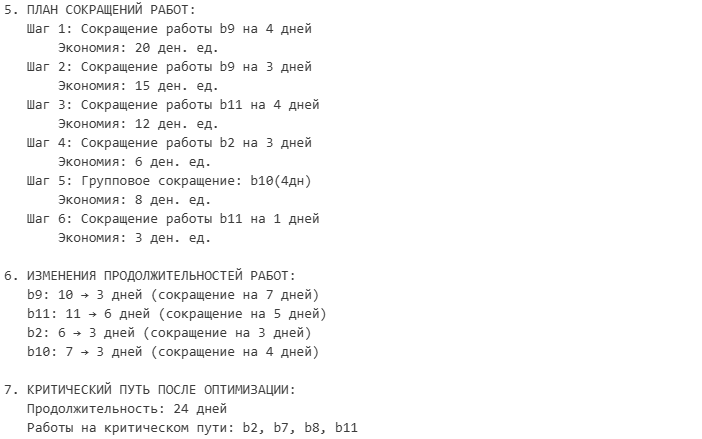 5. ПЛАН СОКРАЩЕНИЙ РАБОТ:
Шаг 1: Сокращение работы b9 на 4 дней
Экономия: 20 ден. ед.
Шаг 2: Сокращение работы b9 на 3 дней
Экономия: 15 ден. ед.
Шаг 3: Сокращение работы b11 на 4 дней
Экономия: 12 ден. ед.
Шаг 4: Сокращение работы b2 на 3 дней
Экономия: 6 ден. ед.
Шаг 5: Групповое сокращение: b10(4дн)
Экономия: 8 ден. ед.
Шаг 6: Сокращение работы b11 на 1 дней
Экономия: 3 ден. ед.
6. ИЗМЕНЕНИЯ ПРОДОЛЖИТЕЛЬНОСТЕЙ РАБОТ:
b9: 10 → 3 дней (сокращение на 7 дней)
b11: 11 → 6 дней (сокращение на 5 дней)
b2: 6 → 3 дней (сокращение на 3 дней)
b10: 7 → 3 дней (сокращение на 4 дней)
7. КРИТИЧЕСКИЙ ПУТЬ ПОСЛЕ ОПТИМИЗАЦИИ:
Продолжительность: 24 дней
Работы на критическом пути: b2, b7, b8, b11